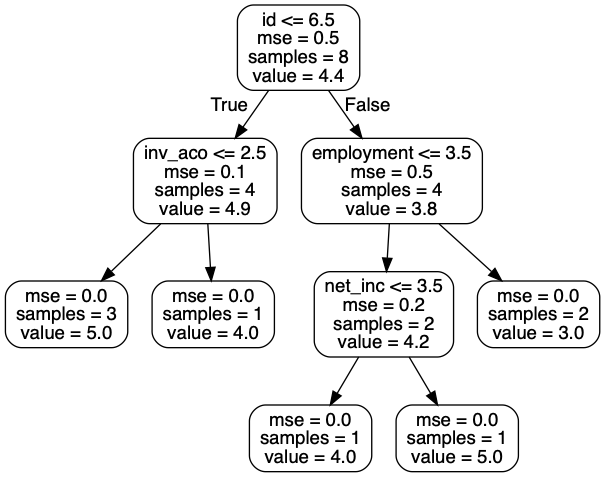 id <= 6.5
mse = 0.5
samples = 8
value = 4.4
True
False
inv_aco <= 2.5
mse = 0.1
samples = 4
value = 4.9
employment <= 3.5
mse = 0.5
samples = 4
value = 3.8
mse = 0.0
samples = 3
value = 5.0
mse = 0.0
samples = 1
value = 4.0
net_inc <= 3.5
mse = 0.2
samples = 2
value = 4.2
mse = 0.0
samples = 2
value = 3.0
mse = 0.0
samples = 1
value = 4.0
mse = 0.0
samples = 1
value = 5.0